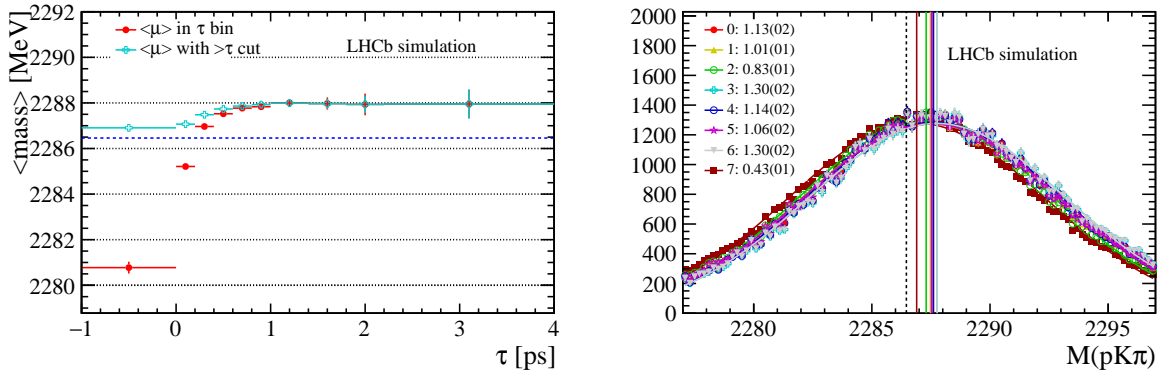 <mass> [MeV]
2292
2290
2288
2286
2284
2282
2280
<μ> in τ bin
<μ> with >τ cut
LHCb simulation
−1 0 1 2 3 4
τ [ps]
2000
1800
1600
1400
1200
1000
800
600
400
200
0
0: 1.13(02)
1: 1.01(01)
2: 0.83(01)
3: 1.30(02)
4: 1.14(02)
5: 1.06(02)
6: 1.30(02)
7: 0.43(01)
LHCb simulation
2280 2285 2290 2295
M(pKπ)